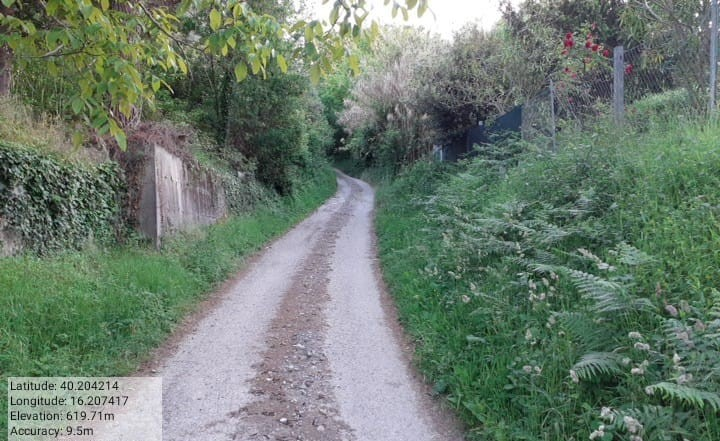 Latitude: 40.204214
Longitude: 16.207417
Elevation: 619.71m
Accuracy: 9.5m